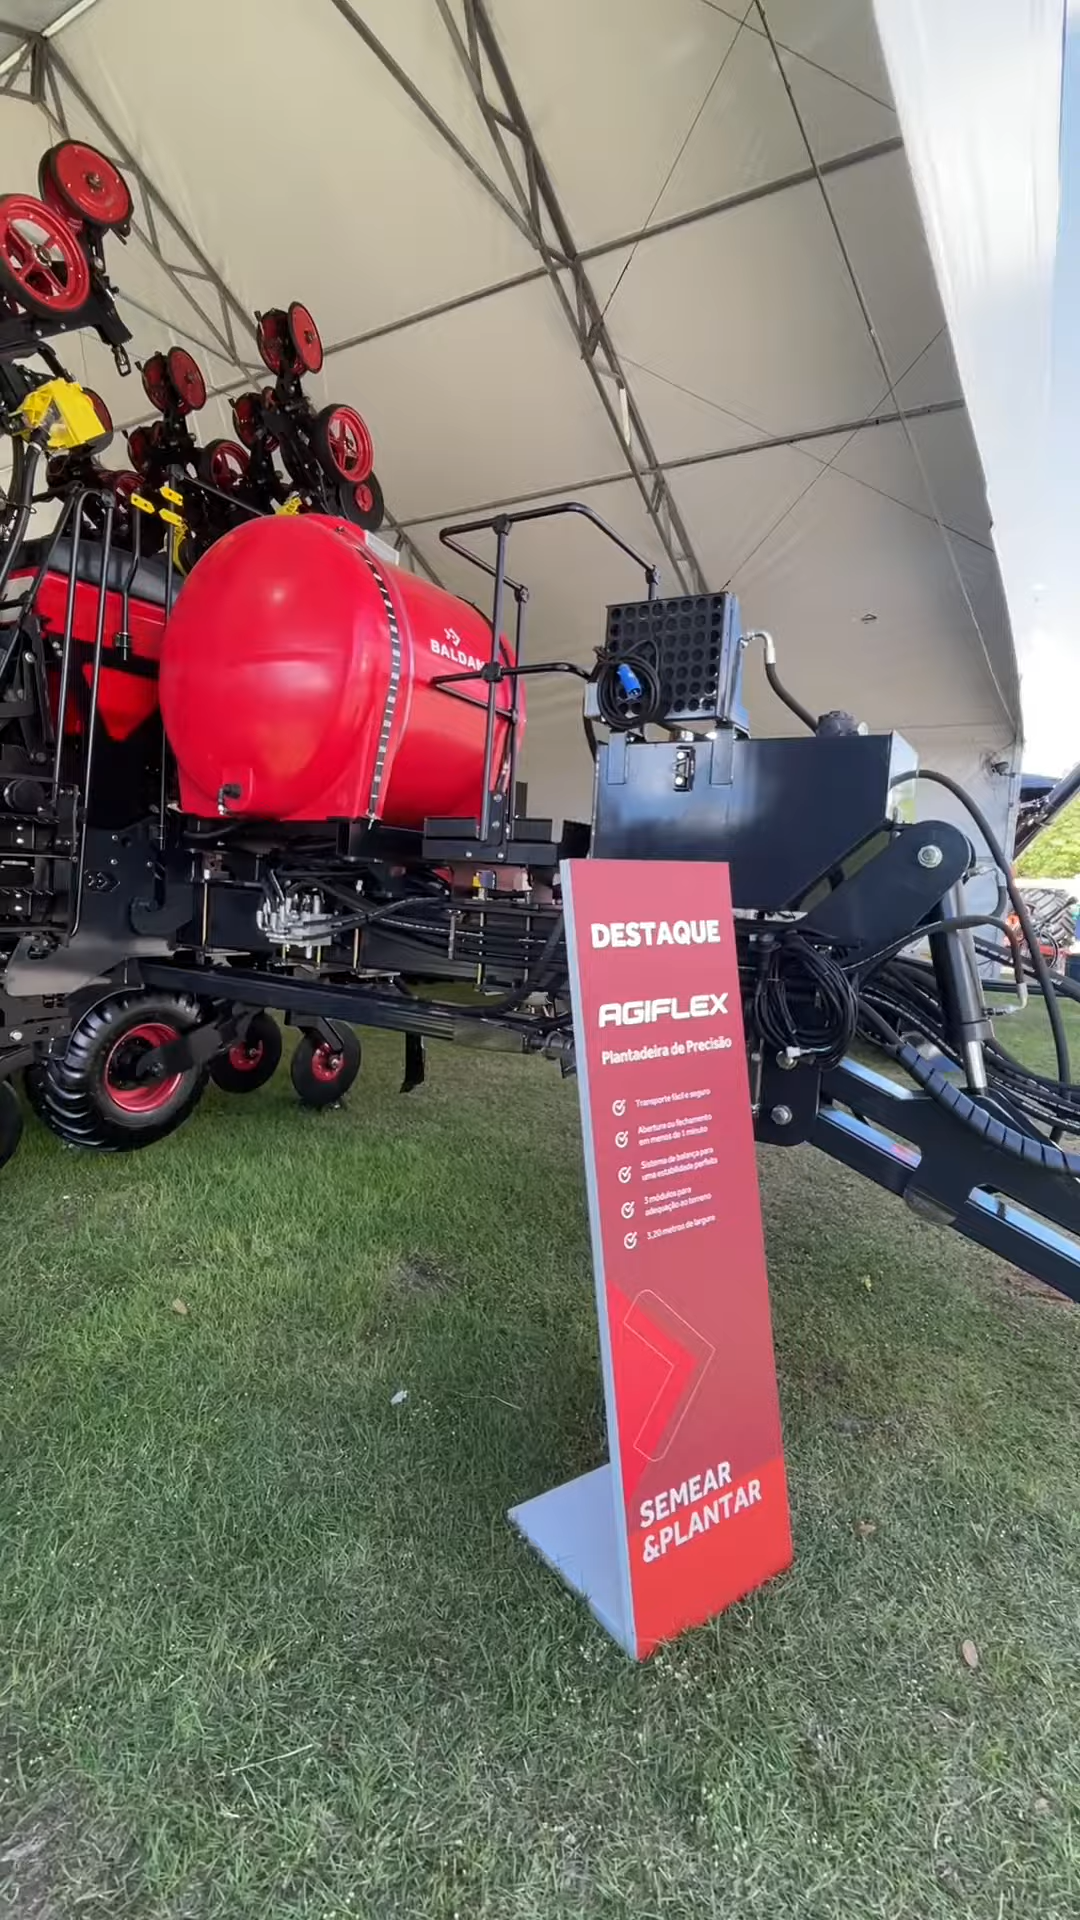 BALDAN
DESTAQUE
AGIFLEX
Plantadeira de Precisão
Transporte fácil e seguro
Abertura ou fechamento
em menos de 1 minuto
Sistema de balança para
uma estabilidade perfeita
3 módulos para
adequação ao terreno
3,20 metros de largura
SEMEAR
&PLANTAR